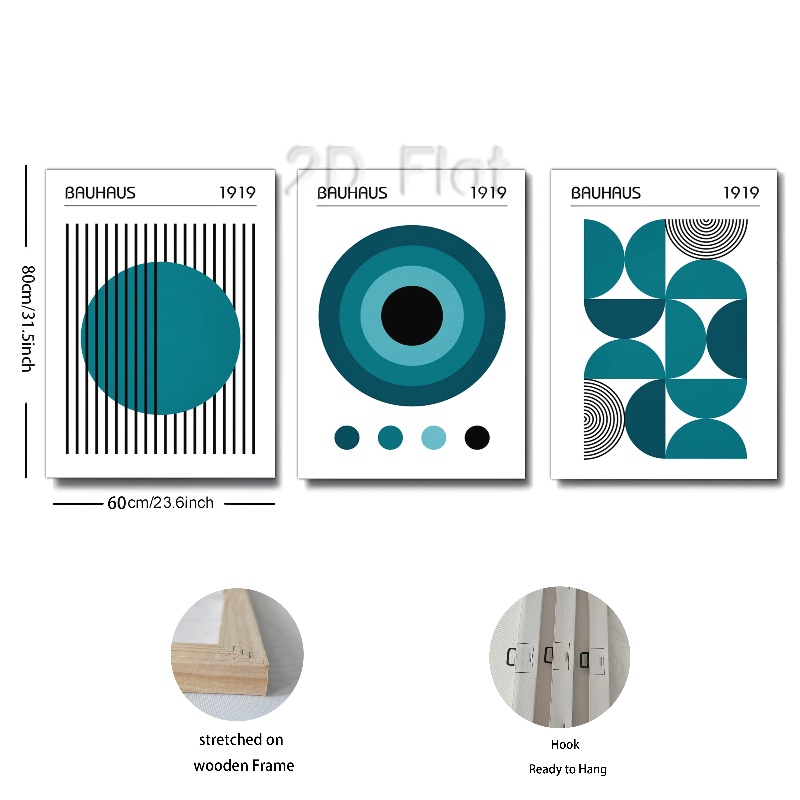 2D Flat
BAUHAUS 1919
BAUHAUS 1919
BAUHAUS 1919
80cm/31.5inch
60cm/23.6inch
stretched on
wooden Frame
Hook
Ready to Hang